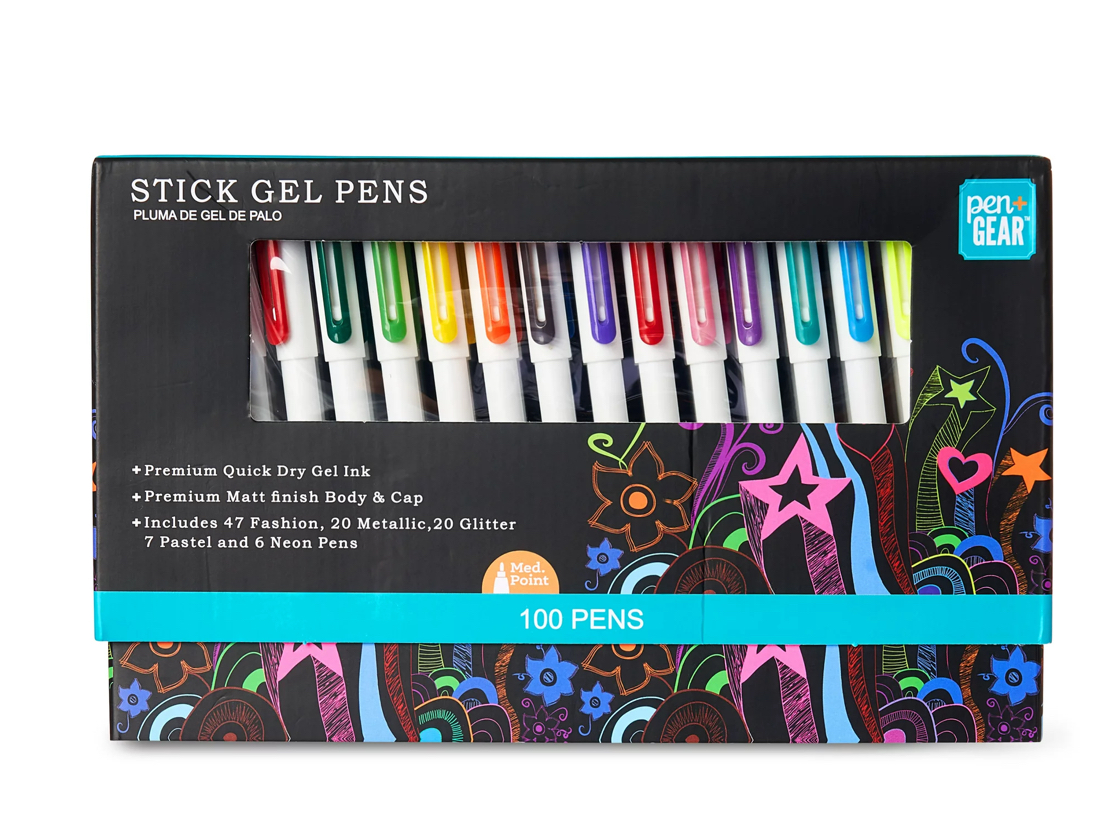 STICK GEL PENS
PLUMA DE GEL DE PALO
pen+
GEAR™
+Premium Quick Dry Gel Ink
+Premium Matt finish Body & Cap
+Includes 47 Fashion, 20 Metallic,20 Glitter
7 Pastel and 6 Neon Pens
Med.
Point
100 PENS